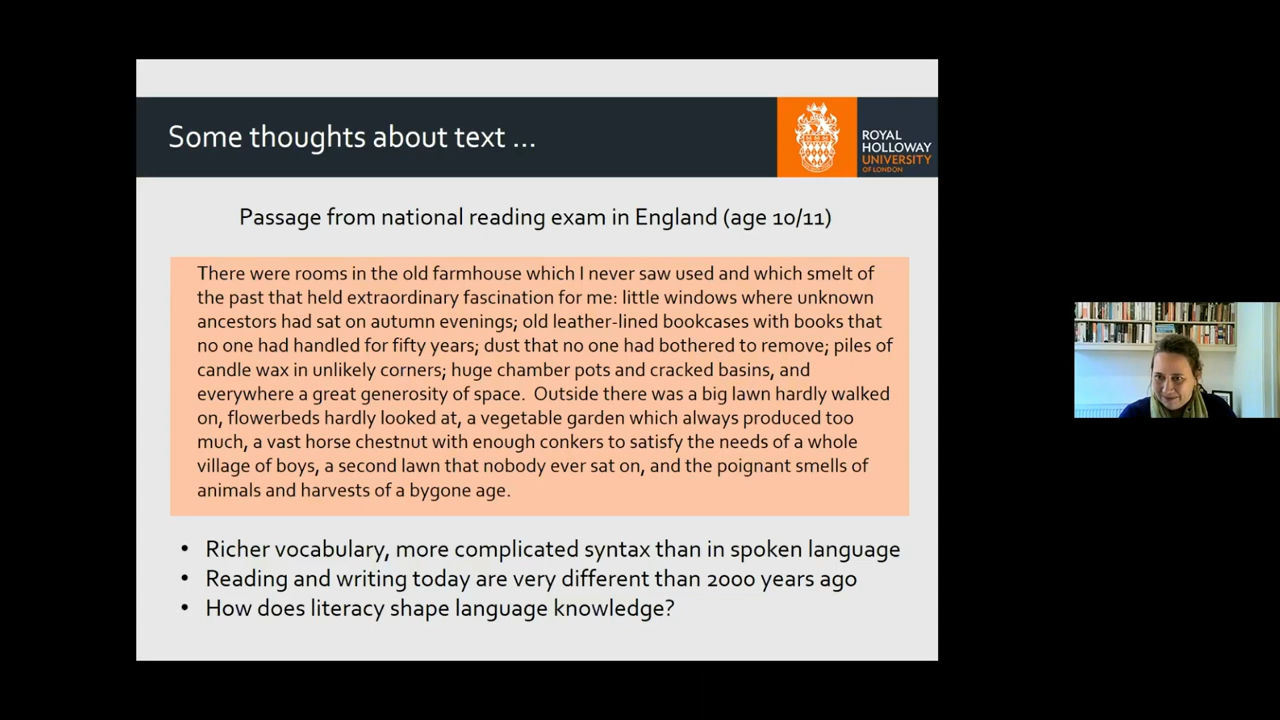 Some thoughts about text ...
ROYAL
HOLLOWAY
UNIVERSITY
OF LONDON
Passage from national reading exam in England (age 10/11)
There were rooms in the old farmhouse which I never saw used and which smelt of
the past that held extraordinary fascination for me: little windows where unknown
ancestors had sat on autumn evenings; old leather-lined bookcases with books that
no one had handled for fifty years; dust that no one had bothered to remove; piles of
candle wax in unlikely corners; huge chamber pots and cracked basins, and
everywhere a great generosity of space. Outside there was a big lawn hardly walked
on, flowerbeds hardly looked at, a vegetable garden which always produced too
much, a vast horse chestnut with enough conkers to satisfy the needs of a whole
village of boys, a second lawn that nobody ever sat on, and the poignant smells of
animals and harvests of a bygone age.
• Richer vocabulary, more complicated syntax than in spoken language
• Reading and writing today are very different than 2000 years ago
• How does literacy shape language knowledge?